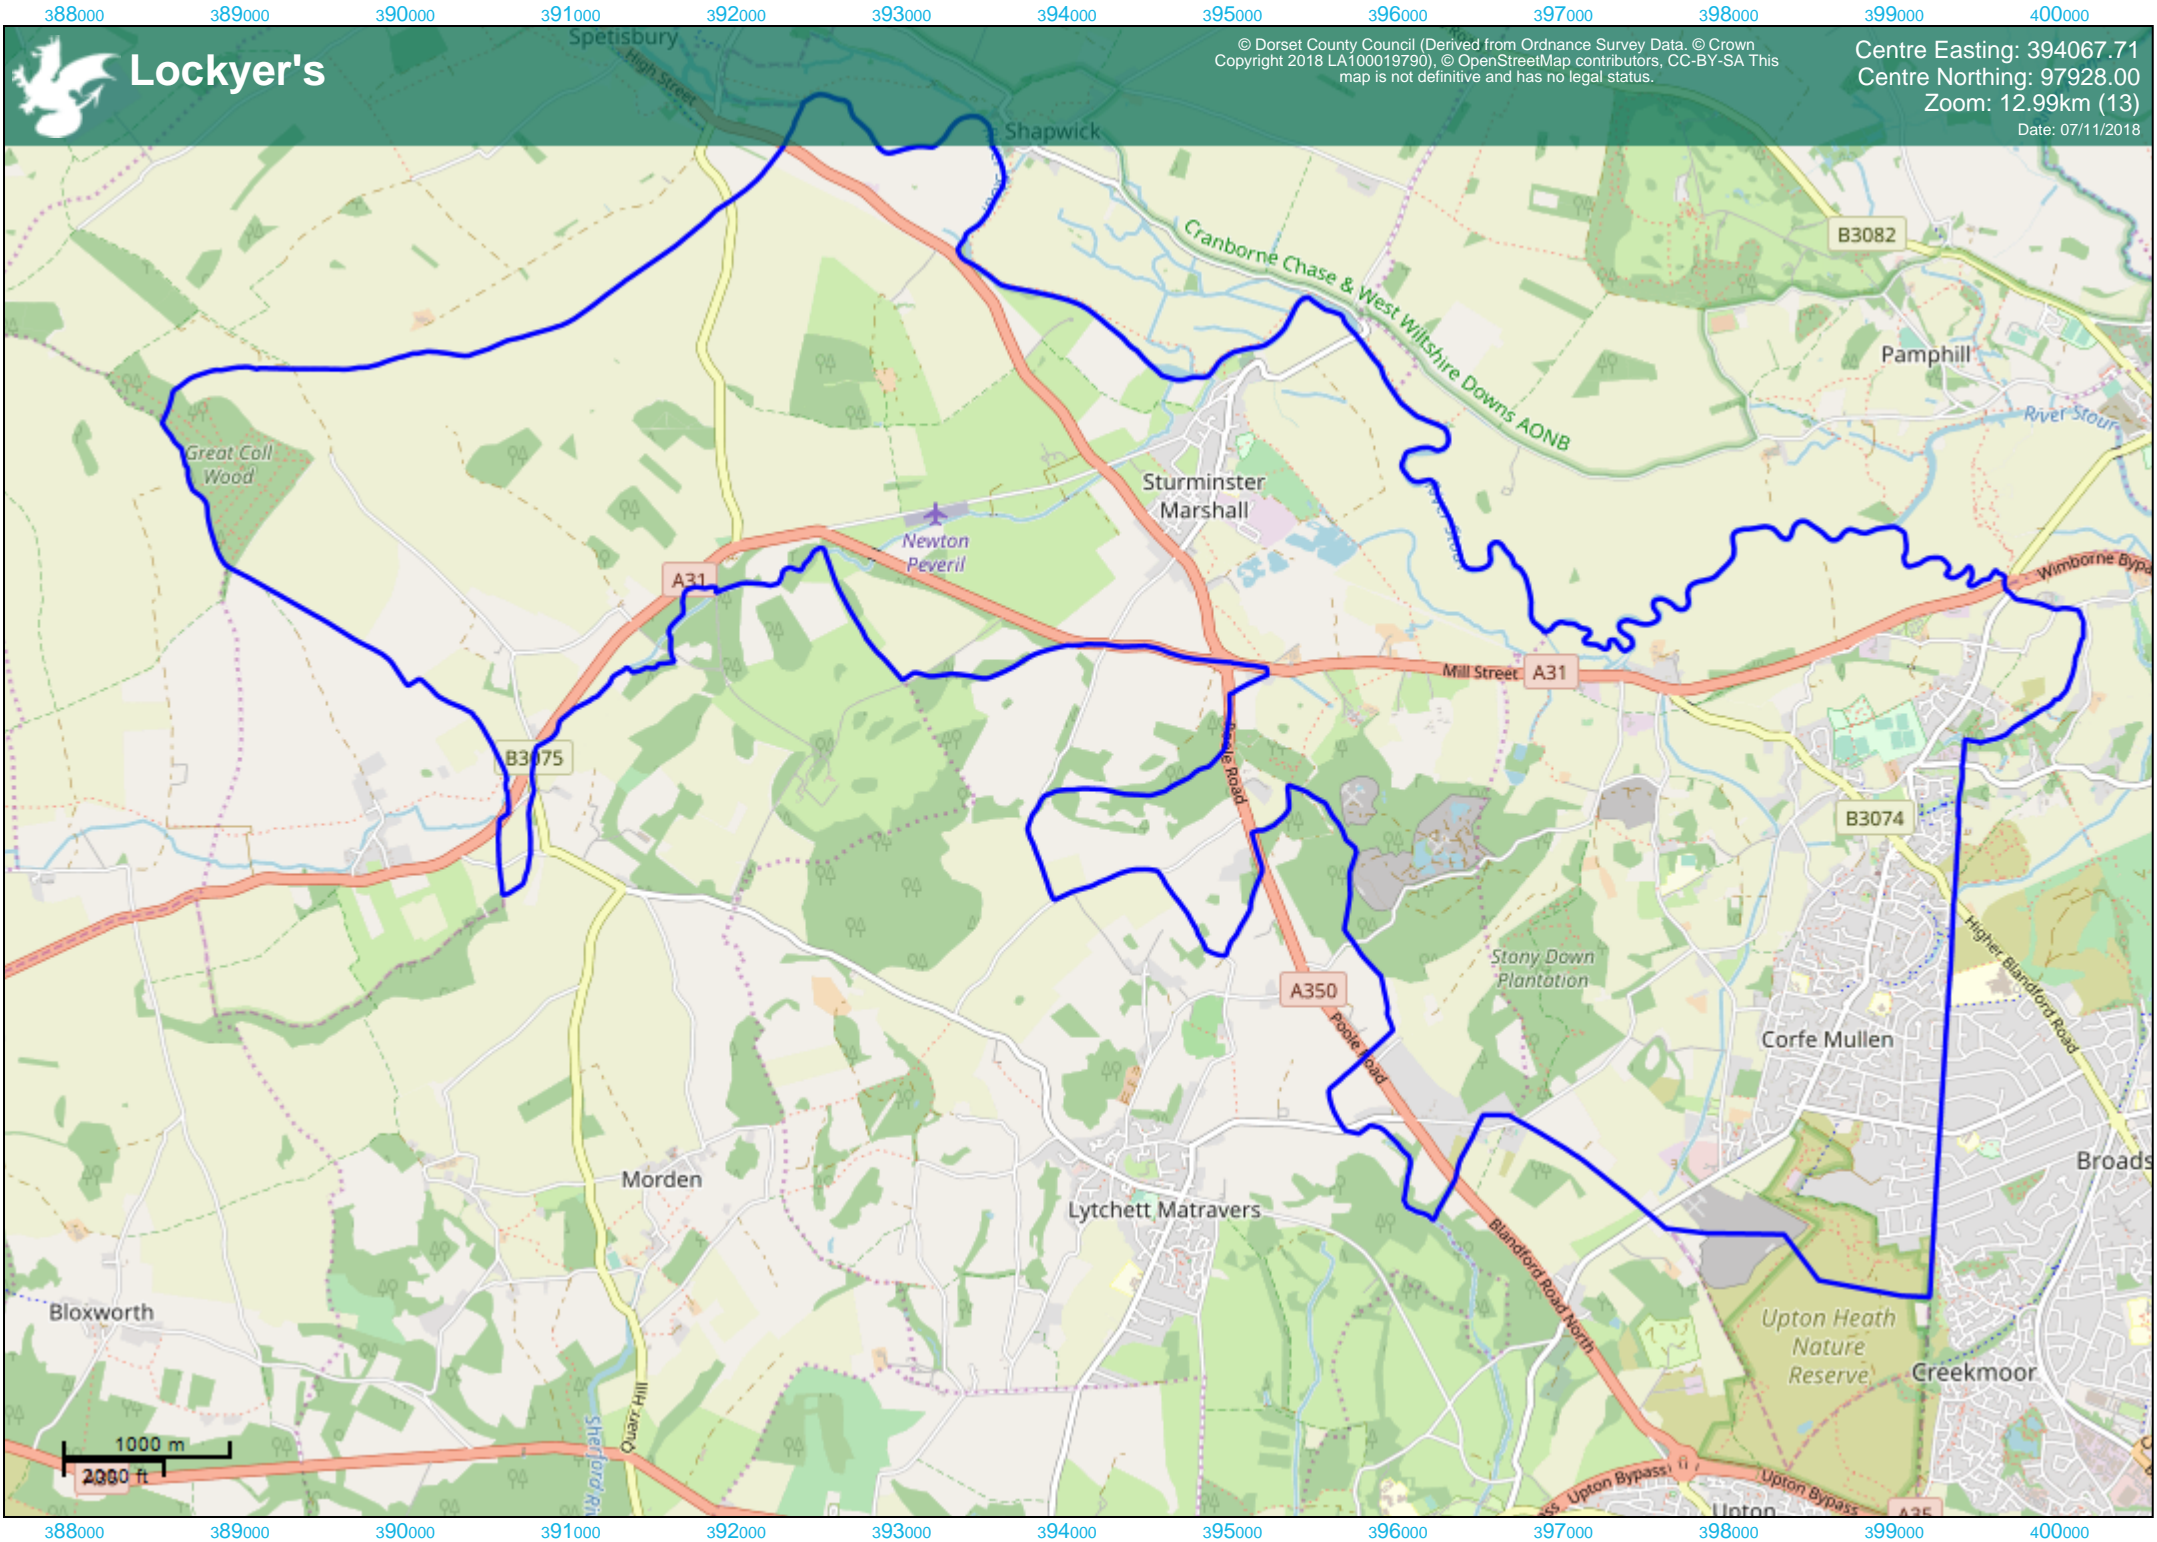 388000 389000 390000 391000 392000 393000 394000 395000 396000 397000 398000 399000 400000
Lockyer's
© Dorset County Council (Derived from Ordnance Survey Data. © Crown
Copyright 2018 LA100019790), © OpenStreetMap contributors, CC-BY-SA This
map is not definitive and has no legal status.
Centre Easting: 394067.71
Centre Northing: 97928.00
Zoom: 12.99km (13)
Date: 07/11/2018
Spetisbury
High Street
Shapwick
Cranborne Chase & West Wiltshire Downs AONB
B3082
Pamphill
River Stour
Great Coll
Wood
Sturminster
Marshall
River Stour
Newton
Peveril
A31
Wimborne Bypa
Mill Street
A31
B3075
Poole Road
B3074
Higher Blandford Road
Stony Down
Plantation
A350
Poole Road
Corfe Mullen
Broads
Morden
Lytchett Matravers
Blandford Road North
Bloxworth
Upton Heath
Nature
Reserve
Creekmoor
Quarr Hill
Sherford Ri
1000 m
2000 ft
Upton Bypass
Upton Bypass
Upton
A35
388000 389000 390000 391000 392000 393000 394000 395000 396000 397000 398000 399000 400000